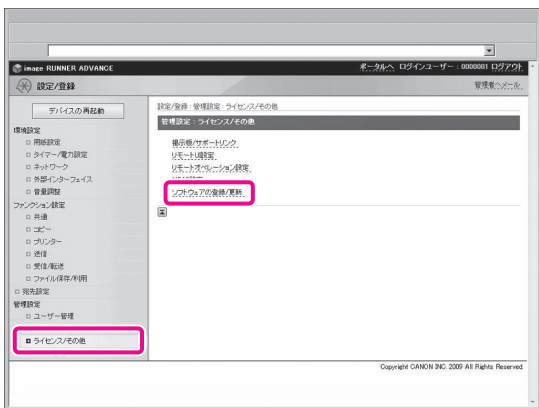 image RUNNER ADVANCE
ポータルへ ログインユーザー : 0000001 ログアウト
設定/登録
管理者へメール
デバイスの再起動
設定/登録 : 管理設定 : ライセンス/その他
管理設定 : ライセンス/その他
環境設定
用紙設定
タイマー/電力設定
ネットワーク
外部インターフェイス
音量調整
ファンクション設定
共通
コピー
プリンター
送信
受信/転送
ファイル保存/利用
宛先設定
管理設定
ユーザー管理
ライセンス/その他
掲示板/サポートリンク
リモートUI設定
リモートオペレーション設定
ソフトウェアの登録/更新
Copyright CANON INC. 2009 All Rights Reserved